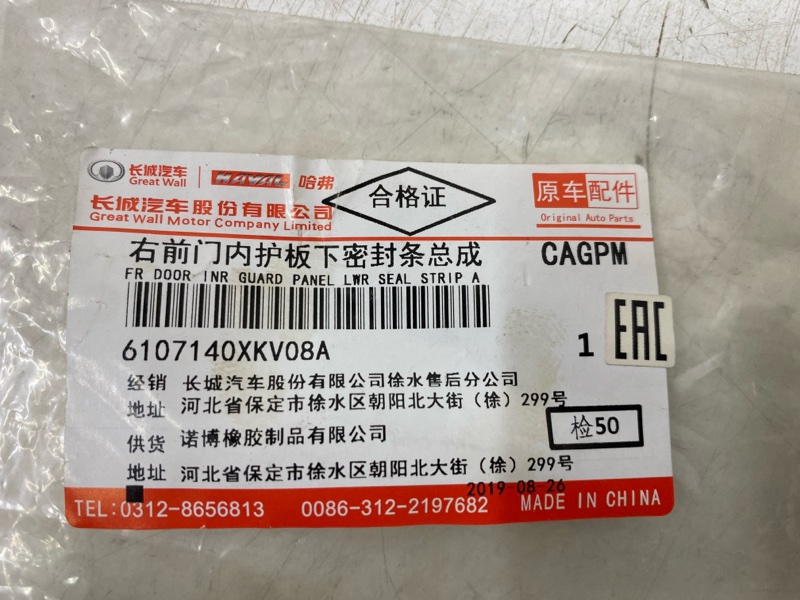 长城汽车
Great Wall
HAVAL 哈弗
合格证
原车配件
Original Auto Parts
长城汽车股份有限公司
Great Wall Motor Company Limited
右前门内护板下密封条总成
CAGPM
FR DOOR INR GUARD PANEL LWR SEAL STRIP A
6107140XKV08A
1
EAC
经销 长城汽车股份有限公司徐水售后分公司
地址 河北省保定市徐水区朝阳北大街（徐）299号
检50
供货 诺博橡胶制品有限公司
地址 河北省保定市徐水区朝阳北大街（徐）299号
2019-08-26
TEL:0312-8656813 0086-312-2197682 MADE IN CHINA